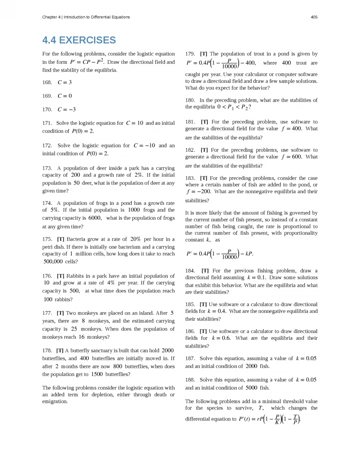 Chapter 4 | Introduction to Differential Equations
405
4.4 EXERCISES
For the following problems, consider the logistic equation
in the form P′ = CP − P². Draw the directional field and
find the stability of the equilibria.
168. C = 3
169. C = 0
170. C = −3
171. Solve the logistic equation for C = 10 and an initial
condition of P(0) = 2.
172. Solve the logistic equation for C = −10 and an
initial condition of P(0) = 2.
173. A population of deer inside a park has a carrying
capacity of 200 and a growth rate of 2%. If the initial
population is 50 deer, what is the population of deer at any
given time?
174. A population of frogs in a pond has a growth rate
of 5%. If the initial population is 1000 frogs and the
carrying capacity is 6000, what is the population of frogs
at any given time?
175. [T] Bacteria grow at a rate of 20% per hour in a
petri dish. If there is initially one bacterium and a carrying
capacity of 1 million cells, how long does it take to reach
500,000 cells?
176. [T] Rabbits in a park have an initial population of
10 and grow at a rate of 4% per year. If the carrying
capacity is 500, at what time does the population reach
100 rabbits?
177. [T] Two monkeys are placed on an island. After 5
years, there are 8 monkeys, and the estimated carrying
capacity is 25 monkeys. When does the population of
monkeys reach 16 monkeys?
178. [T] A butterfly sanctuary is built that can hold 2000
butterflies, and 400 butterflies are initially moved in. If
after 2 months there are now 800 butterflies, when does
the population get to 1500 butterflies?
The following problems consider the logistic equation with
an added term for depletion, either through death or
emigration.
179. [T] The population of trout in a pond is given by
P′ = 0.4P(1 − P/10000) − 400, where 400 trout are
caught per year. Use your calculator or computer software
to draw a directional field and draw a few sample solutions.
What do you expect for the behavior?
180. In the preceding problem, what are the stabilities of
the equilibria 0 < P₁ < P₂?
181. [T] For the preceding problem, use software to
generate a directional field for the value f = 400. What
are the stabilities of the equilibria?
182. [T] For the preceding problems, use software to
generate a directional field for the value f = 600. What
are the stabilities of the equilibria?
183. [T] For the preceding problems, consider the case
where a certain number of fish are added to the pond, or
f = −200. What are the nonnegative equilibria and their
stabilities?
It is more likely that the amount of fishing is governed by
the current number of fish present, so instead of a constant
number of fish being caught, the rate is proportional to
the current number of fish present, with proportionality
constant k, as
P′ = 0.4P(1 − P/10000) − kP.
184. [T] For the previous fishing problem, draw a
directional field assuming k = 0.1. Draw some solutions
that exhibit this behavior. What are the equilibria and what
are their stabilities?
185. [T] Use software or a calculator to draw directional
fields for k = 0.4. What are the nonnegative equilibria and
their stabilities?
186. [T] Use software or a calculator to draw directional
fields for k = 0.6. What are the equilibria and their
stabilities?
187. Solve this equation, assuming a value of k = 0.05
and an initial condition of 2000 fish.
188. Solve this equation, assuming a value of k = 0.05
and an initial condition of 5000 fish.
The following problems add in a minimal threshold value
for the species to survive, T, which changes the
differential equation to P′(t) = rP(1 − P/K)(1 − T/P).